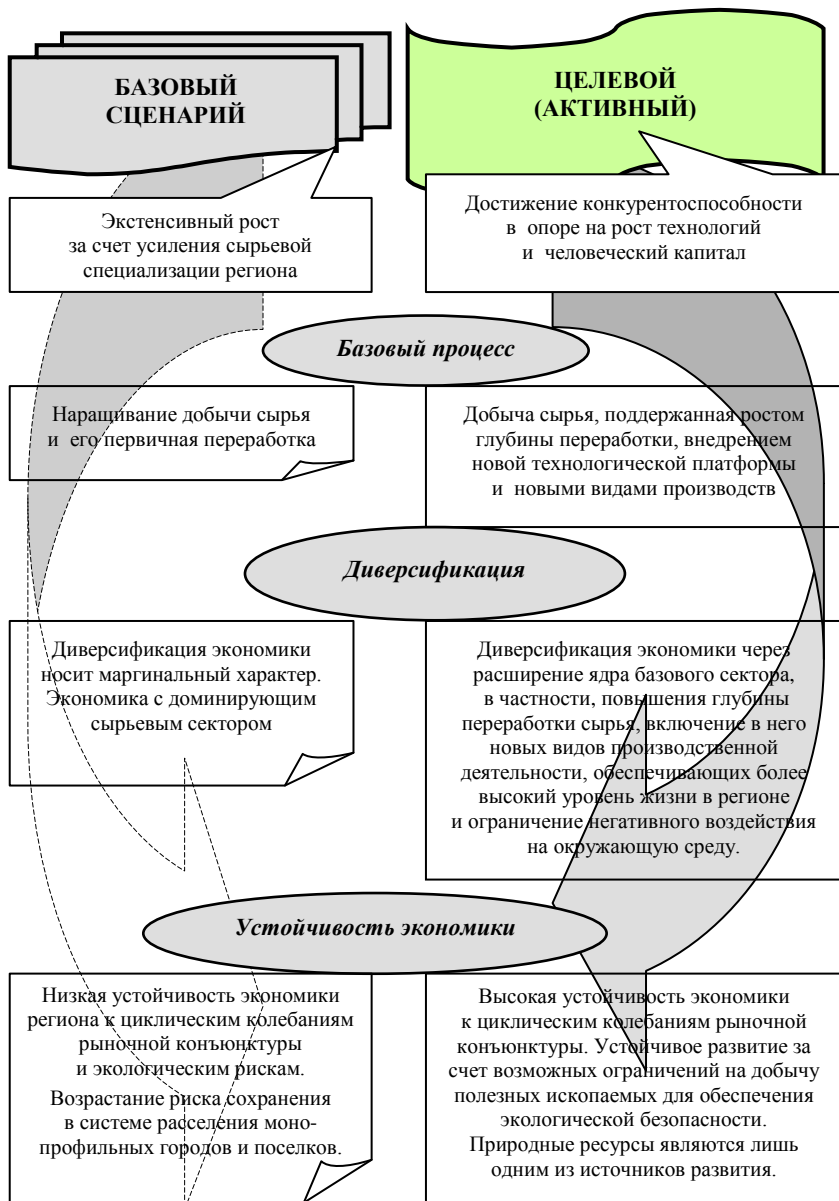 БАЗОВЫЙ
СЦЕНАРИЙ
ЦЕЛЕВОЙ
(АКТИВНЫЙ)
Экстенсивный рост
за счет усиления сырьевой
специализации региона
Достижение конкурентоспособности
в опоре на рост технологий
и человеческий капитал
Базовый процесс
Наращивание добычи сырья
и его первичная переработка
Добыча сырья, поддержанная ростом
глубины переработки, внедрением
новой технологической платформы
и новыми видами производств
Диверсификация
Диверсификация экономики
носит маргинальный характер.
Экономика с доминирующим
сырьевым сектором
Диверсификация экономики через
расширение ядра базового сектора,
в частности, повышения глубины
переработки сырья, включение в него
новых видов производственной
деятельности, обеспечивающих более
высокий уровень жизни в регионе
и ограничение негативного воздействия
на окружающую среду.
Устойчивость экономики
Низкая устойчивость экономики
региона к циклическим колебаниям
рыночной конъюнктуры
и экологическим рискам.
Возрастание риска сохранения
в системе расселения моно-
профильных городов и поселков.
Высокая устойчивость экономики
к циклическим колебаниям рыночной
конъюнктуры. Устойчивое развитие за
счет возможных ограничений на добычу
полезных ископаемых для обеспечения
экологической безопасности.
Природные ресурсы являются лишь
одним из источников развития.